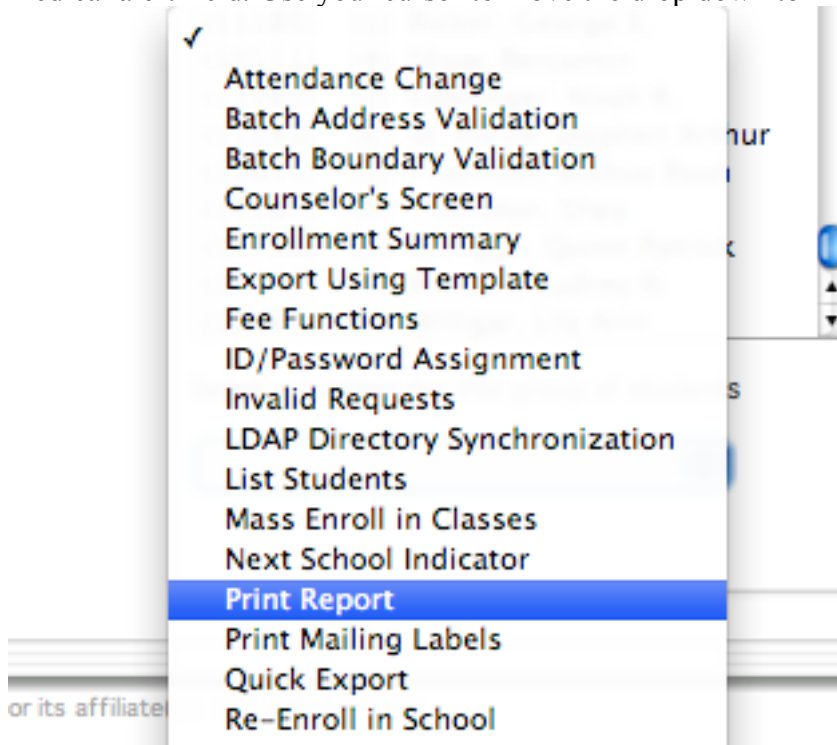 ✓
Attendance Change
Batch Address Validation
Batch Boundary Validation
hur
Counselor's Screen
Enrollment Summary
k
Export Using Template
Fee Functions
ID/Password Assignment
s
Invalid Requests
LDAP Directory Synchronization
List Students
Mass Enroll in Classes
Next School Indicator
Print Report
Print Mailing Labels
Quick Export
or its affiliate
Re-Enroll in School